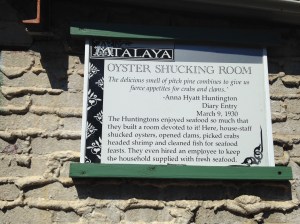 ATALAYA
OYSTER SHUCKING ROOM
The delicious smell of pitch pine combines to give us
fierce appetites for crabs and clams."
-Anna Hyatt Huntington
Diary Entry
March 9, 1930
The Huntingtons enjoyed seafood so much that
they built a room devoted to it! Here, house-staff
shucked oysters, opened clams, picked crabs
headed shrimp and cleaned fish for seafood
feasts. They even hired an employee to keep
the household supplied with fresh seafood.